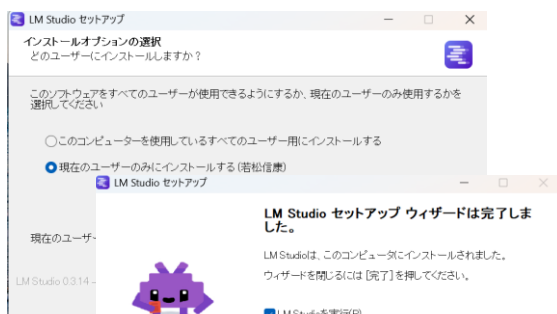 LM Studio セットアップ
インストールオプションの選択
どのユーザーにインストールしますか？
このソフトウェアをすべてのユーザーが使用できるようにするか、現在のユーザーのみ使用するかを
選択してください
このコンピューターを使用しているすべてのユーザー用にインストールする
現在のユーザーのみにインストールする(若松信康)
LM Studio セットアップ
現在のユーザ
LM Studio 0.3.14
LM Studio セットアップ ウィザードは完了しま
した。
LM Studioは、このコンピュータにインストールされました。
ウィザードを閉じるには [完了] を押してください。
LM Studioを実行(R)